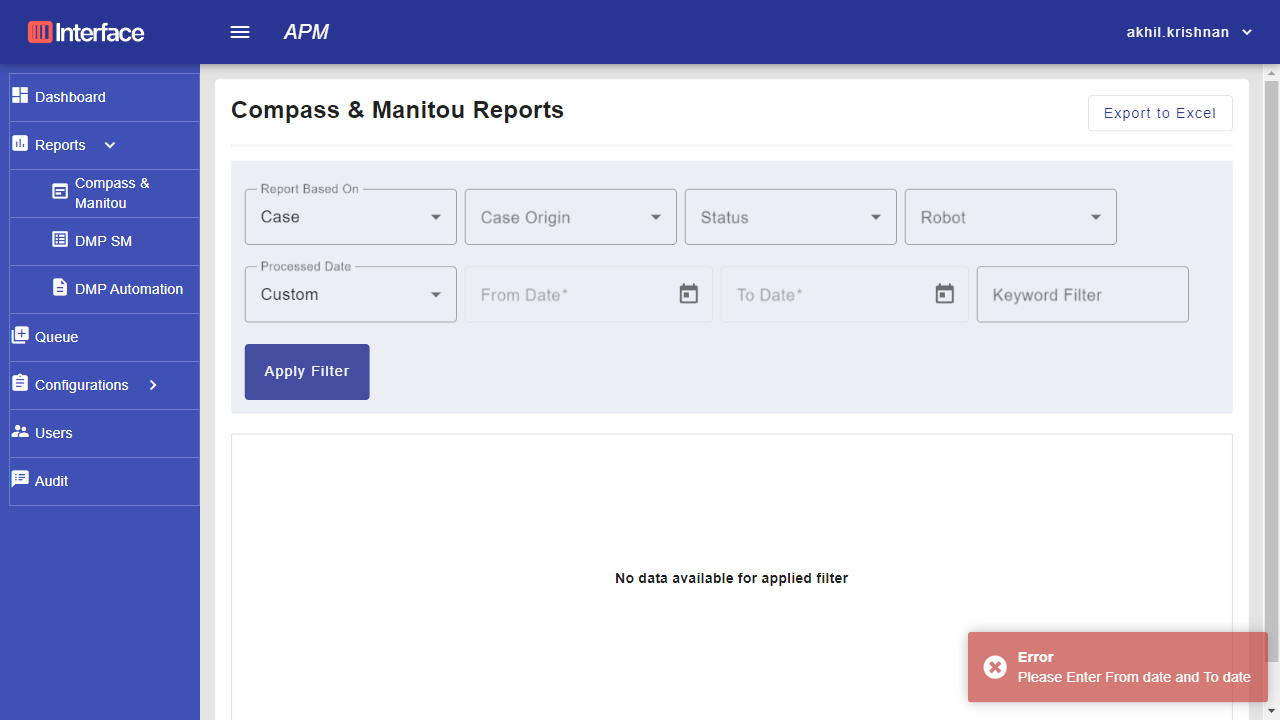 Interface
APM
akhil.krishnan
Dashboard
Reports
Compass &
Manitou
DMP SM
DMP Automation
Queue
Configurations
Users
Audit
Compass & Manitou Reports
Export to Excel
Report Based On
Case
Case Origin
Status
Robot
Processed Date
Custom
From Date*
To Date*
Keyword Filter
Apply Filter
No data available for applied filter
Error
Please Enter From date and To date